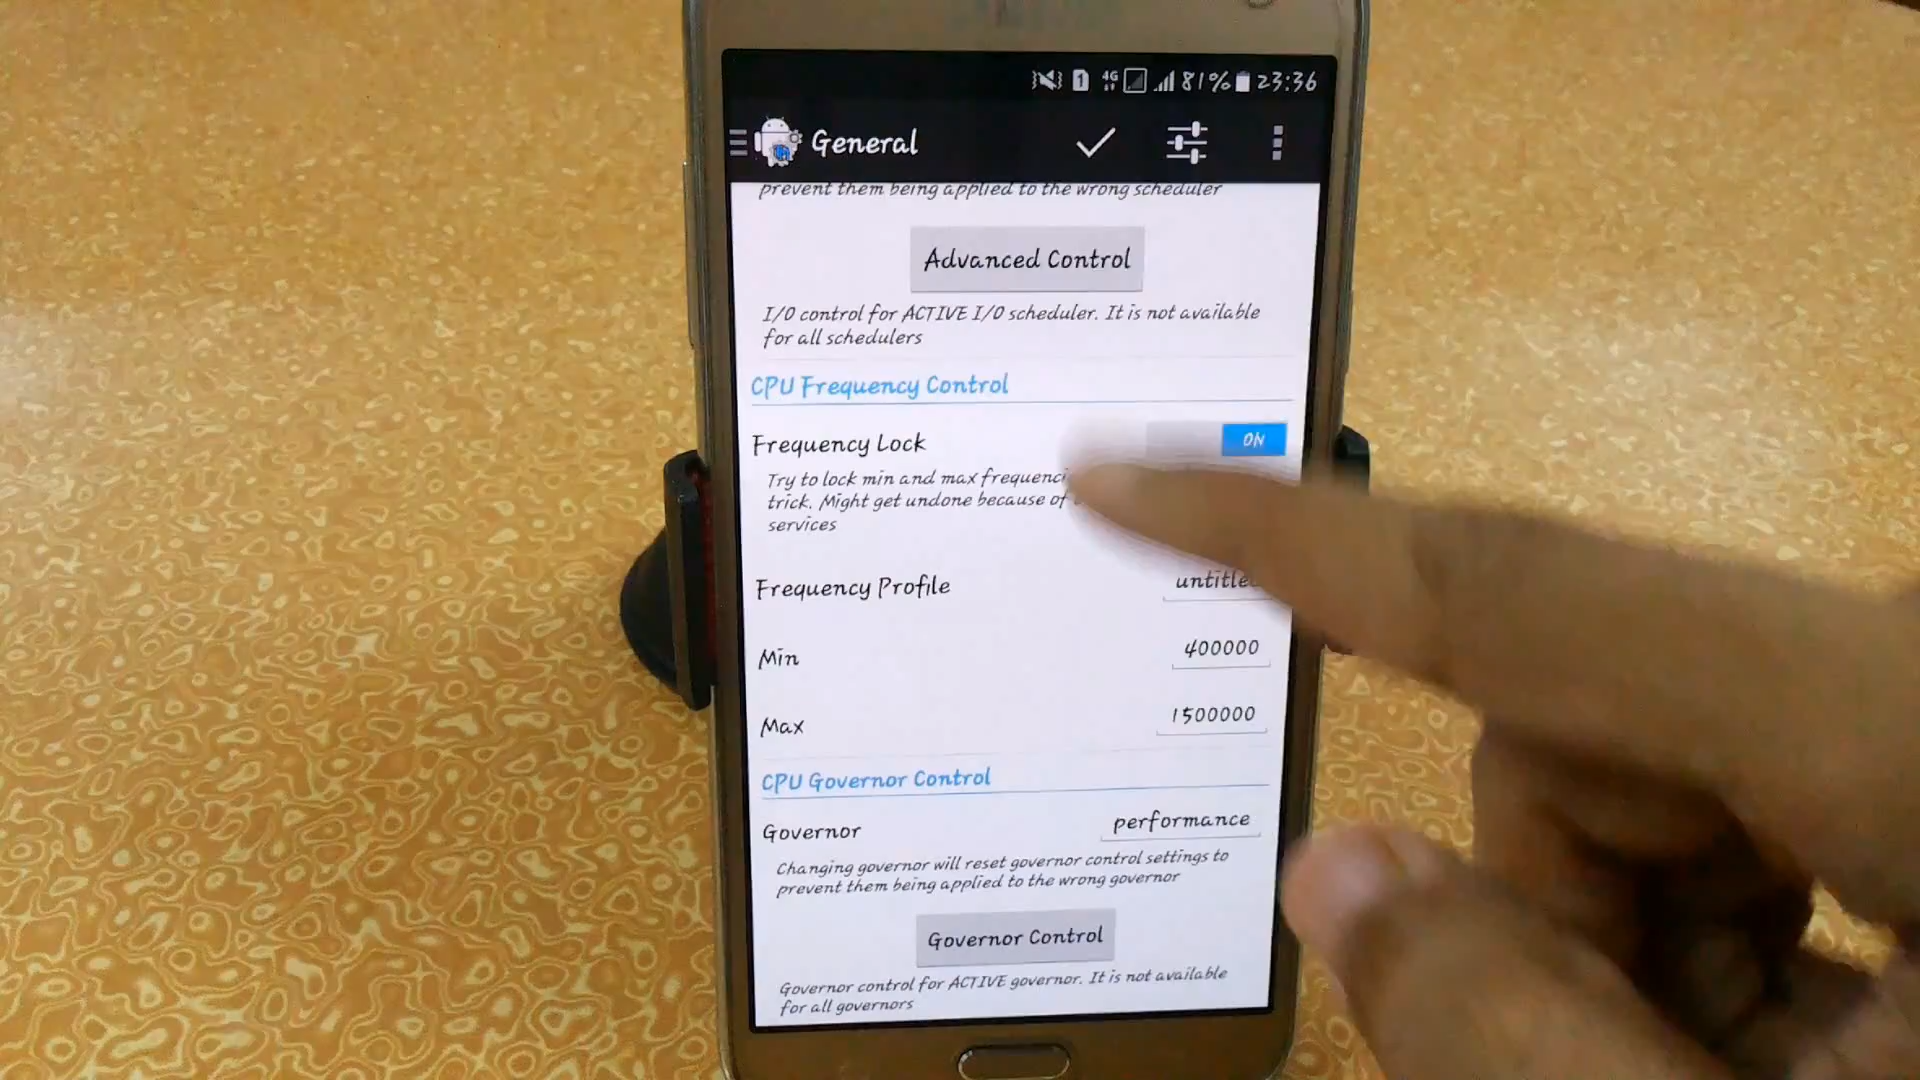 4G 81% 23:36
General
prevent them being applied to the wrong scheduler
Advanced Control
I/O control for ACTIVE I/O scheduler. It is not available
for all schedulers
CPU Frequency Control
Frequency Lock ON
Try to lock min and max
trick. Might get undone because of
services
Frequency Profile
Min 400000
Max 1500000
CPU Governor Control
Governor performance
Changing governor will reset governor control settings to
prevent them being applied to the wrong governor
Governor Control
Governor control for ACTIVE governor. It is not available
for all governors